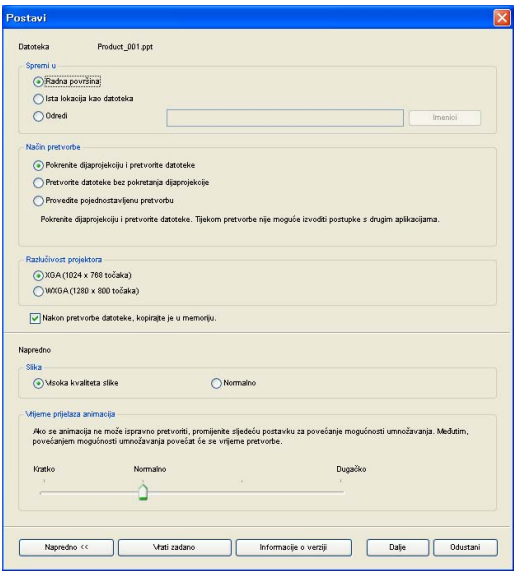 Postavi
Datoteka Product_001.ppt
Spremi u
Radna površina
Ista lokacija kao datoteka
Odredi Imenici
Način pretvorbe
Pokrenite dijaprojekciju i pretvorite datoteke
Pretvorite datoteke bez pokretanja dijaprojekcije
Provedite pojednostavljenu pretvorbu
Pokrenite dijaprojekciju i pretvorite datoteke. Tijekom pretvorbe nije moguće izvoditi postupke s drugim aplikacijama.
Razlučivost projektora
XGA (1024 x 768 točaka)
WXGA (1280 x 800 točaka)
Nakon pretvorbe datoteke, kopirajte je u memoriju.
Napredno
Slika
Visoka kvaliteta slike Normalno
Vrijeme prijelaza animacija
Ako se animacija ne može ispravno pretvoriti, promijenite sljedeću postavku za povećanje mogućnosti umnožavanja. Međutim,
povećanjem mogućnosti umnožavanja povećat će se vrijeme pretvorbe.
Kratko Normalno Dugačko
Napredno << Vrati zadano Informacije o verziji Dalje Odustani